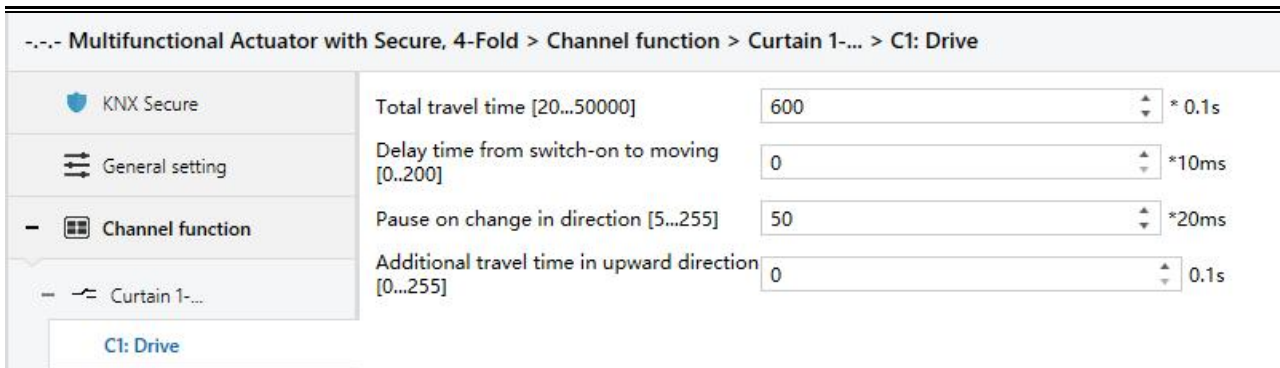 -.-.- Multifunctional Actuator with Secure, 4-Fold > Channel function > Curtain 1-... > C1: Drive
KNX Secure
General setting
Channel function
Curtain 1-...
C1: Drive
Total travel time [20...50000]
600
* 0.1s
Delay time from switch-on to moving
[0..200]
0
*10ms
Pause on change in direction [5...255]
50
*20ms
Additional travel time in upward direction
[0...255]
0
0.1s